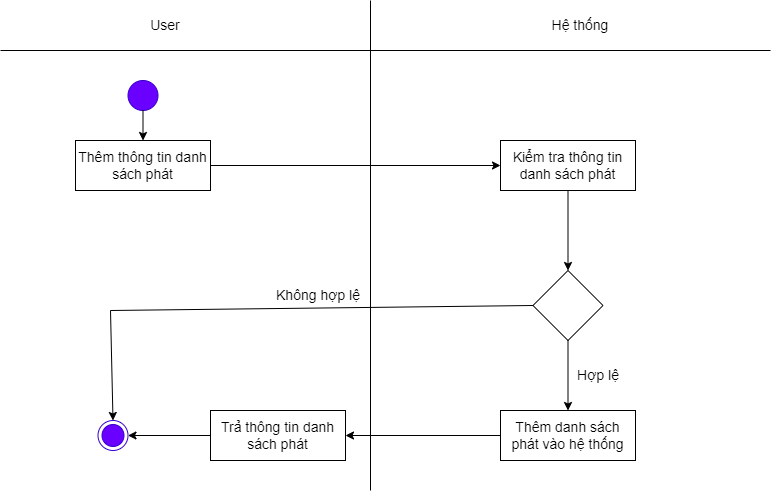 User
Hệ thống
Thêm thông tin danh
sách phát
Kiểm tra thông tin
danh sách phát
Không hợp lệ
Hợp lệ
Trả thông tin danh
sách phát
Thêm danh sách
phát vào hệ thống